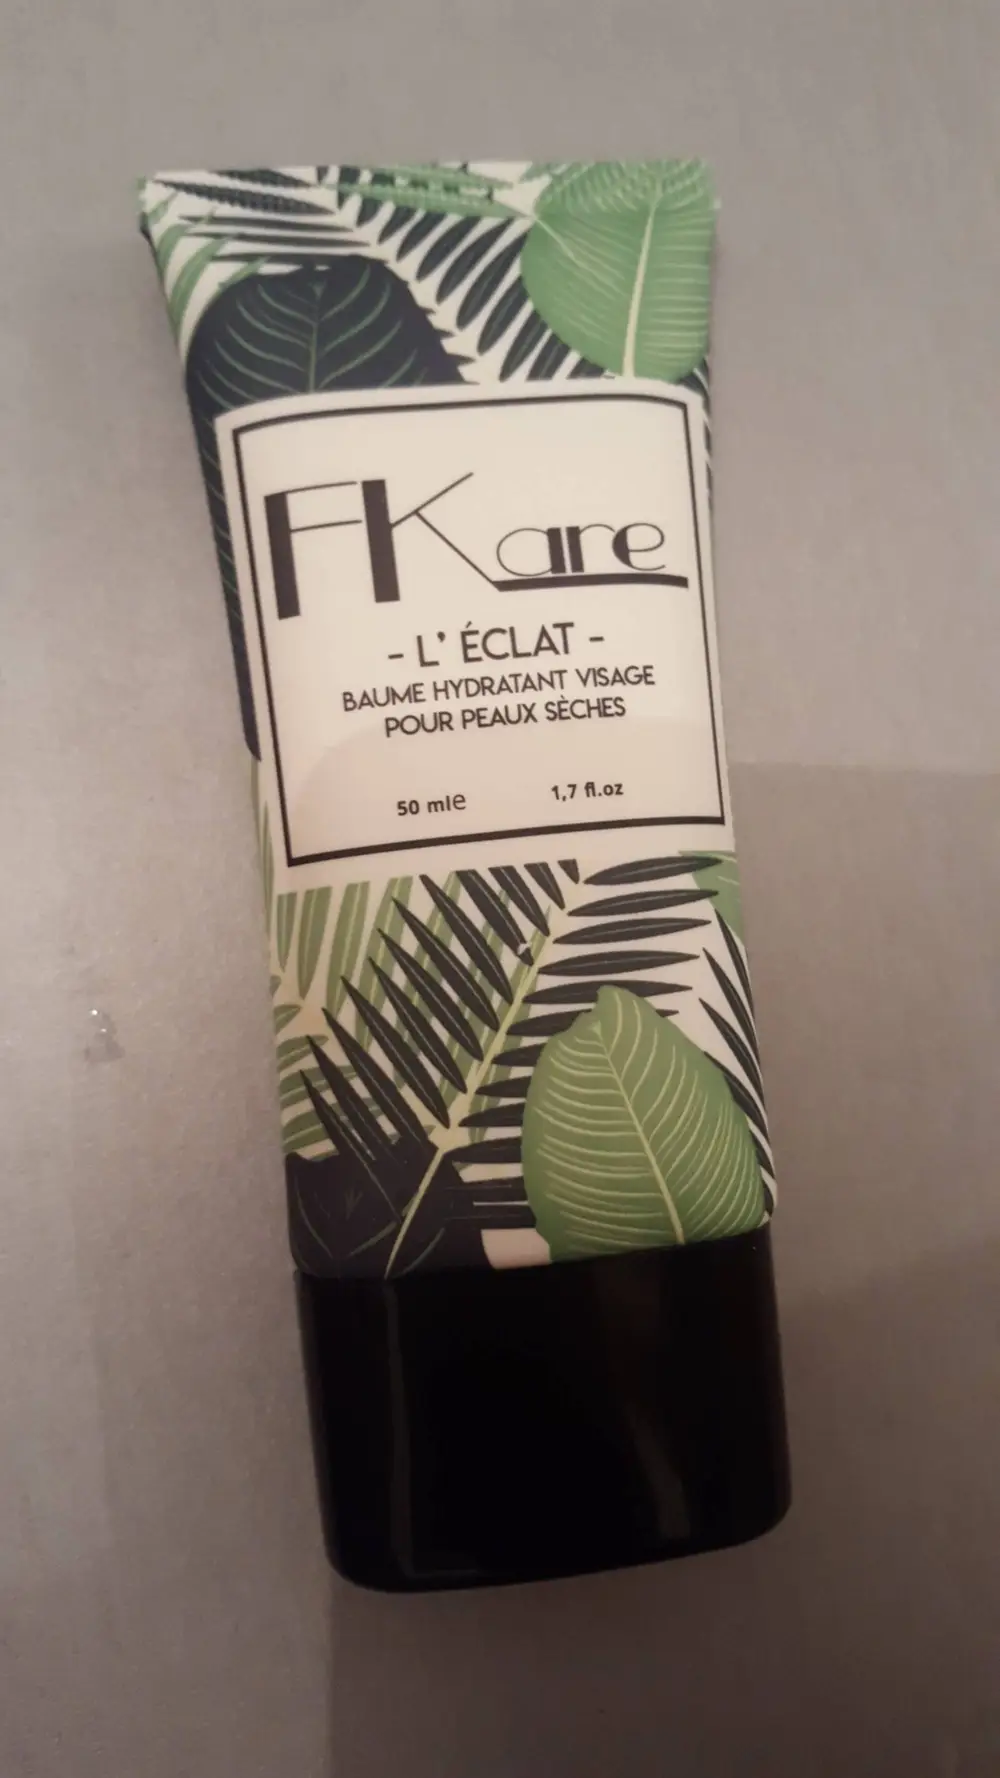 FKare
- L' ÉCLAT -
BAUME HYDRATANT VISAGE
POUR PEAUX SÈCHES
50 mle 1,7 fl.oz